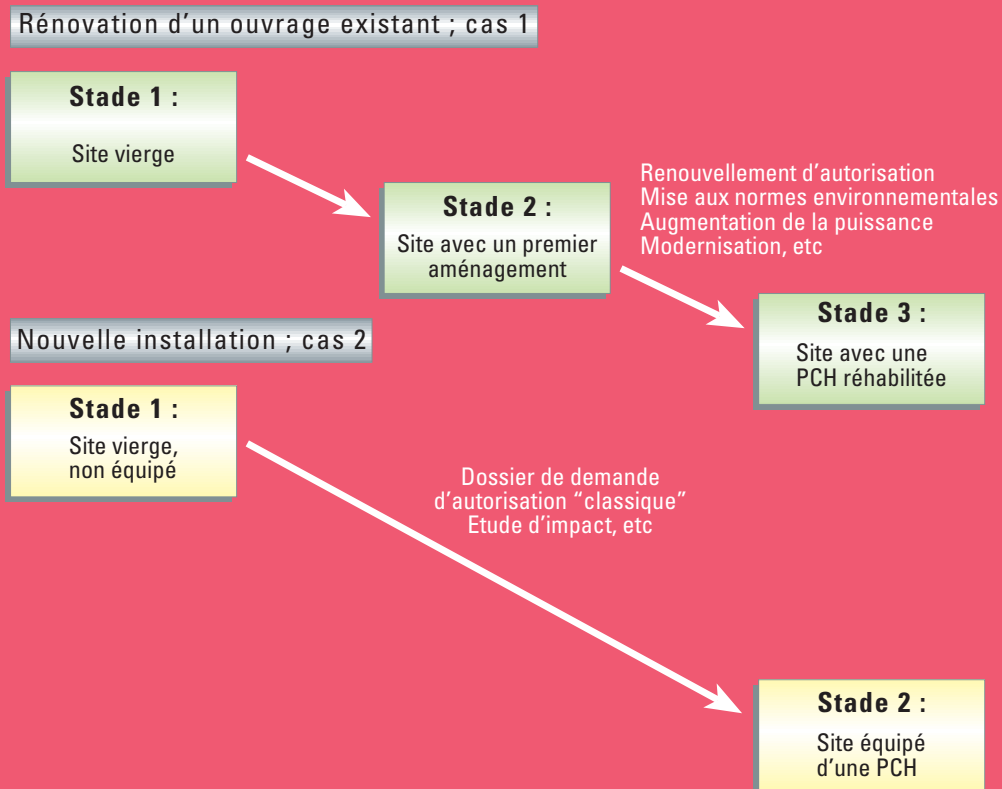 Rénovation d’un ouvrage existant ; cas 1
Stade 1 :
Site vierge
Stade 2 :
Site avec un premier
aménagement
Renouvellement d’autorisation
Mise aux normes environnementales
Augmentation de la puissance
Modernisation, etc
Stade 3 :
Site avec une
PCH réhabilitée
Nouvelle installation ; cas 2
Stade 1 :
Site vierge,
non équipé
Dossier de demande
d’autorisation “classique”
Etude d’impact, etc
Stade 2 :
Site équipé
d’une PCH